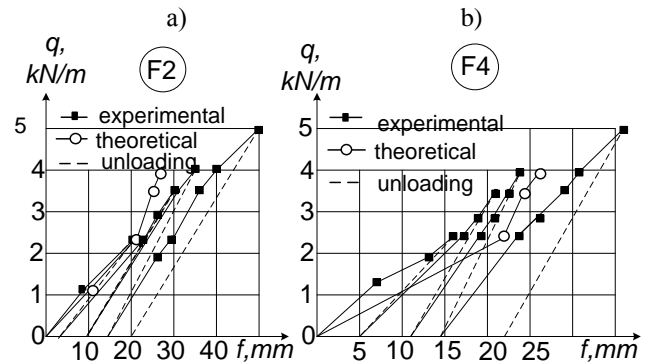 a) b)
q, kN/m F2
experimental
theoretical
unloading
5
4
3
2
1
0
10 20 30 40 f,mm
q, kN/m F4
experimental
theoretical
unloading
5
4
3
2
1
0
5 10 15 20 25 f,mm